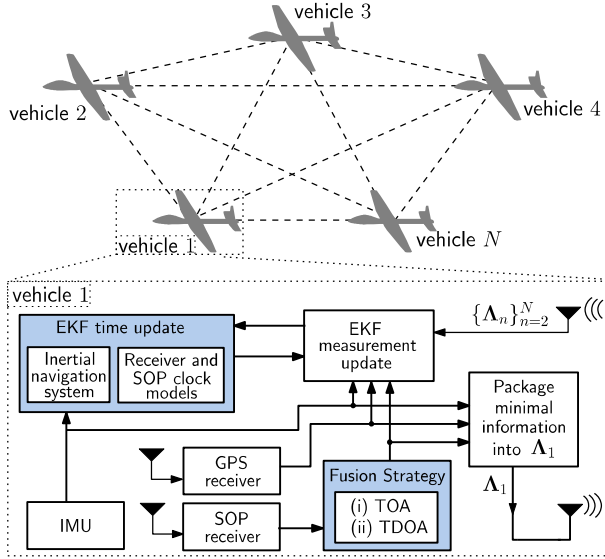 vehicle 3
vehicle 2
vehicle 4
vehicle 1
vehicle N
vehicle 1
EKF time update
Inertial
navigation
system
Receiver and
SOP clock
models
EKF
measurement
update
{Λₙ}ᴺₙ₌₂
Package
minimal
information
into Λ₁
GPS
receiver
Fusion Strategy
(i) TOA
(ii) TDOA
Λ₁
IMU
SOP
receiver